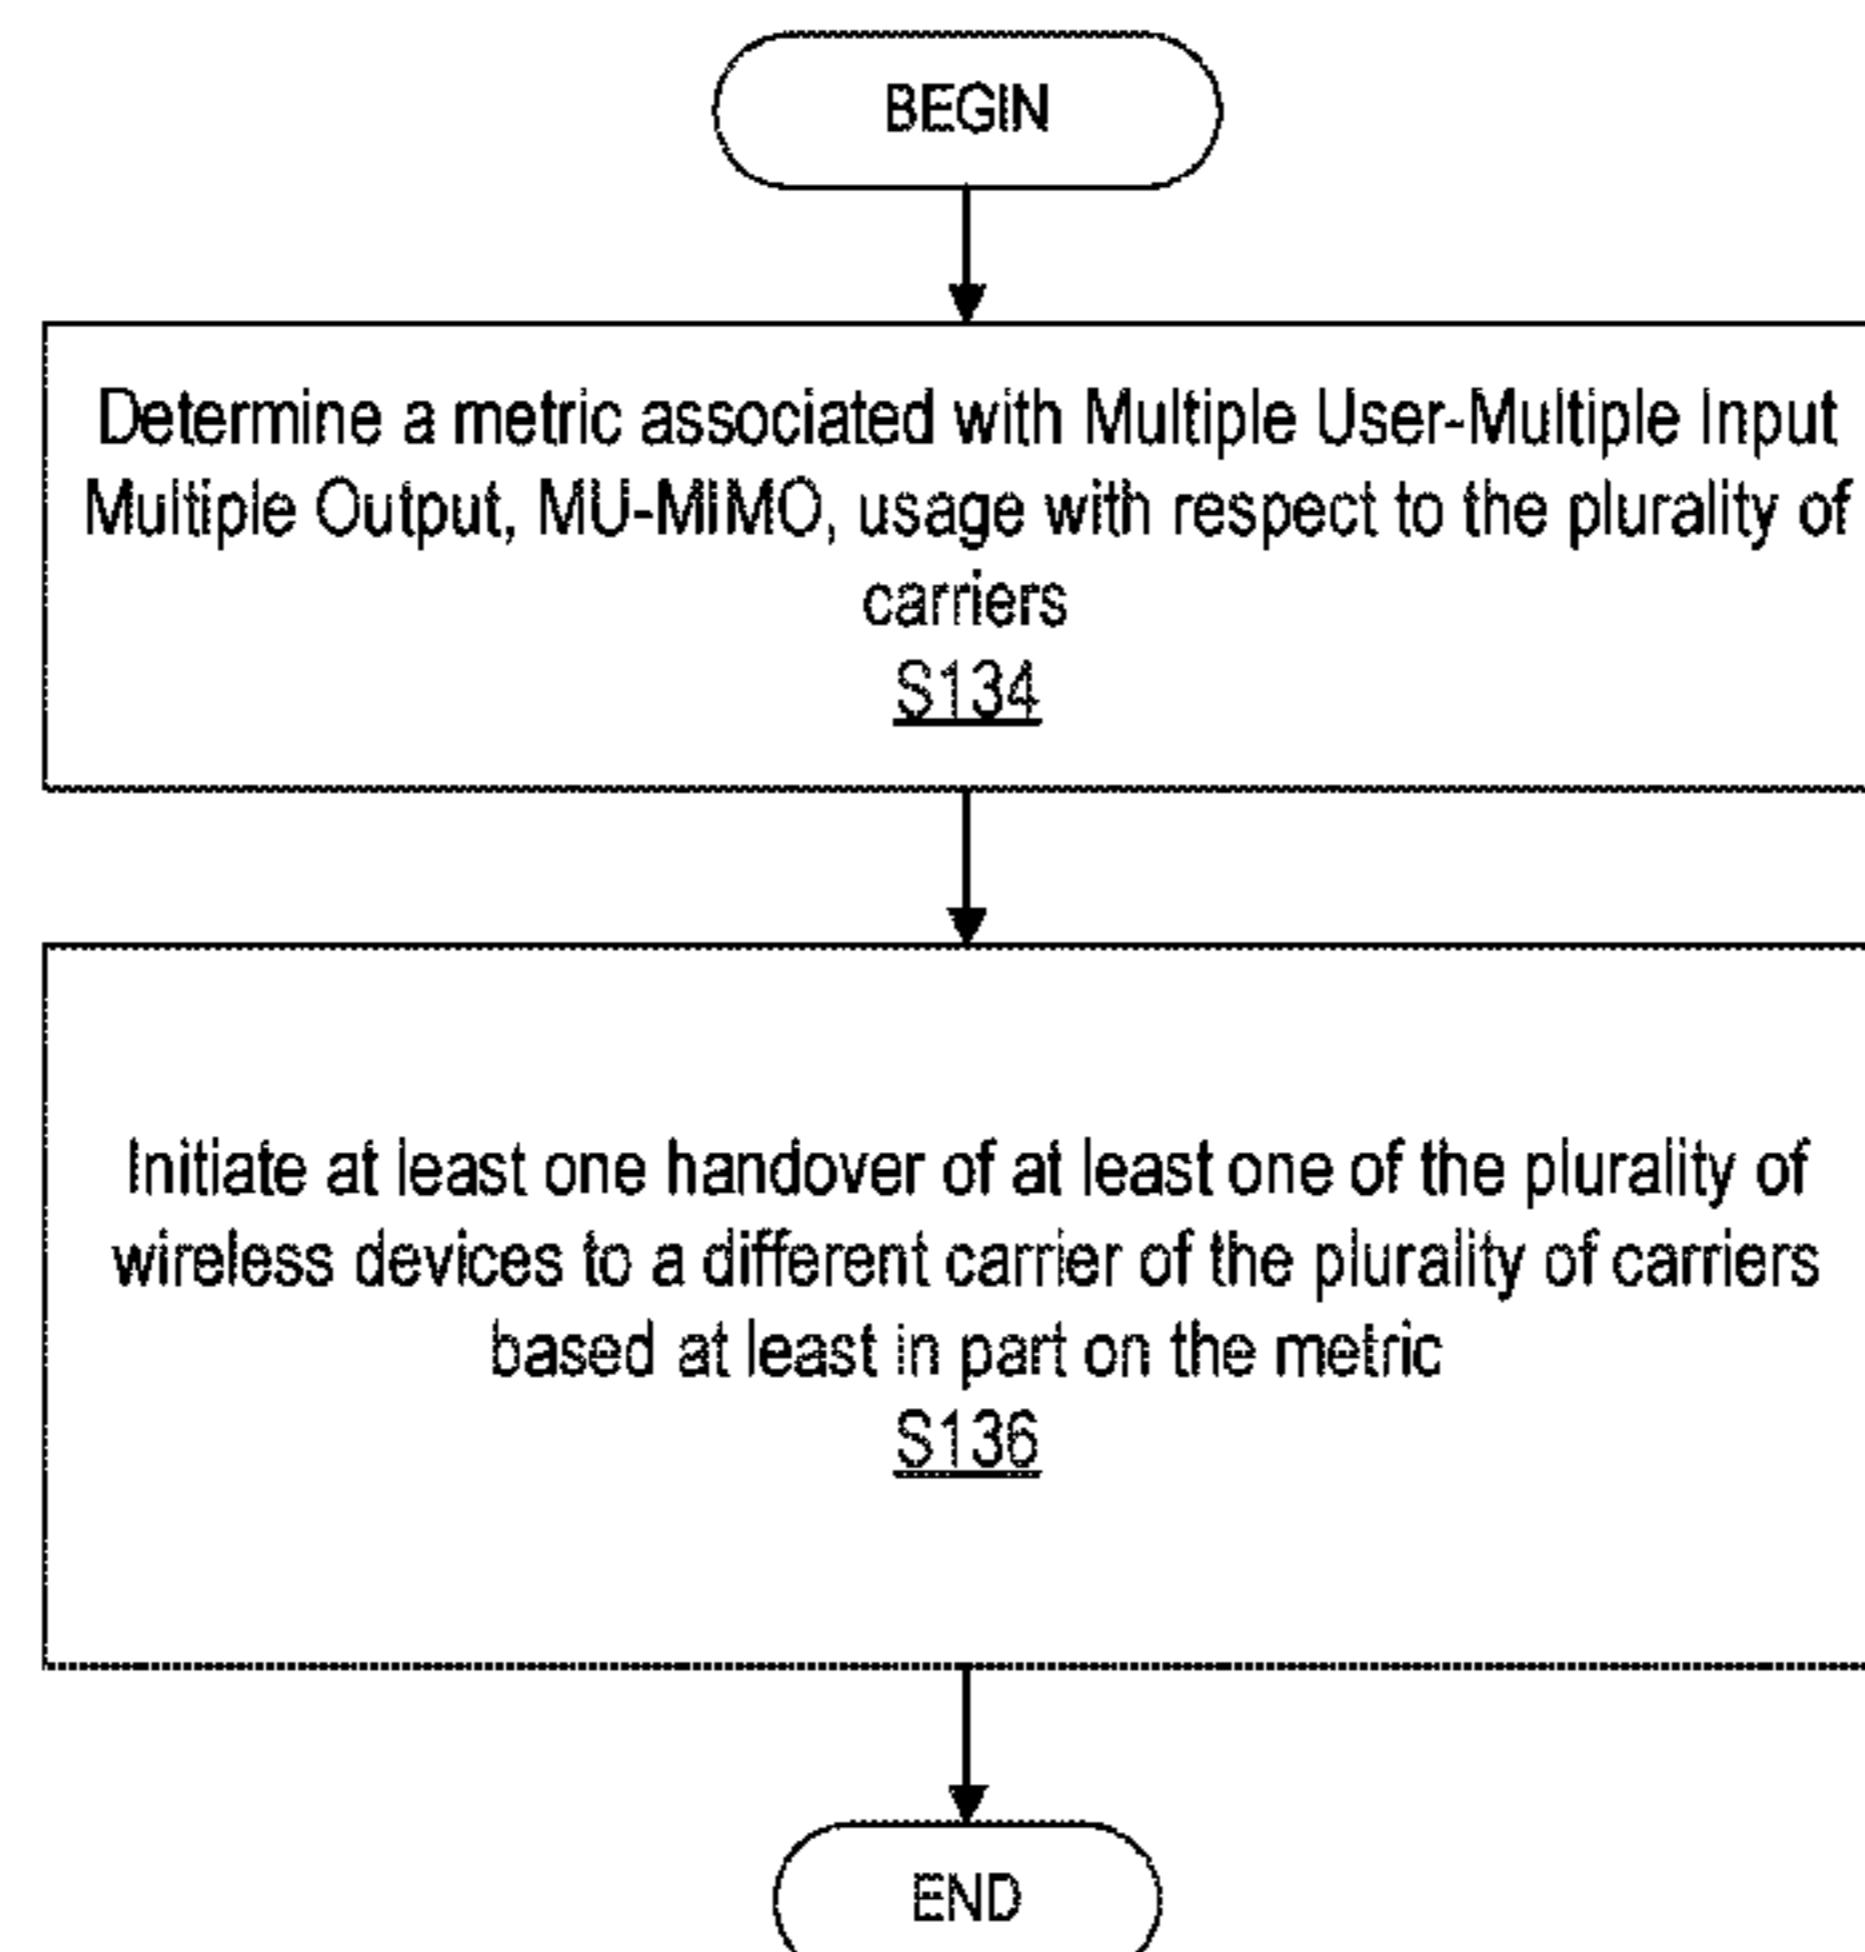 BEGIN
Determine a metric associated with Multiple User-Multiple Input
Multiple Output, MU-MIMO, usage with respect to the plurality of
carriers
S134
Initiate at least one handover of at least one of the plurality of
wireless devices to a different carrier of the plurality of carriers
based at least in part on the metric
S136
END